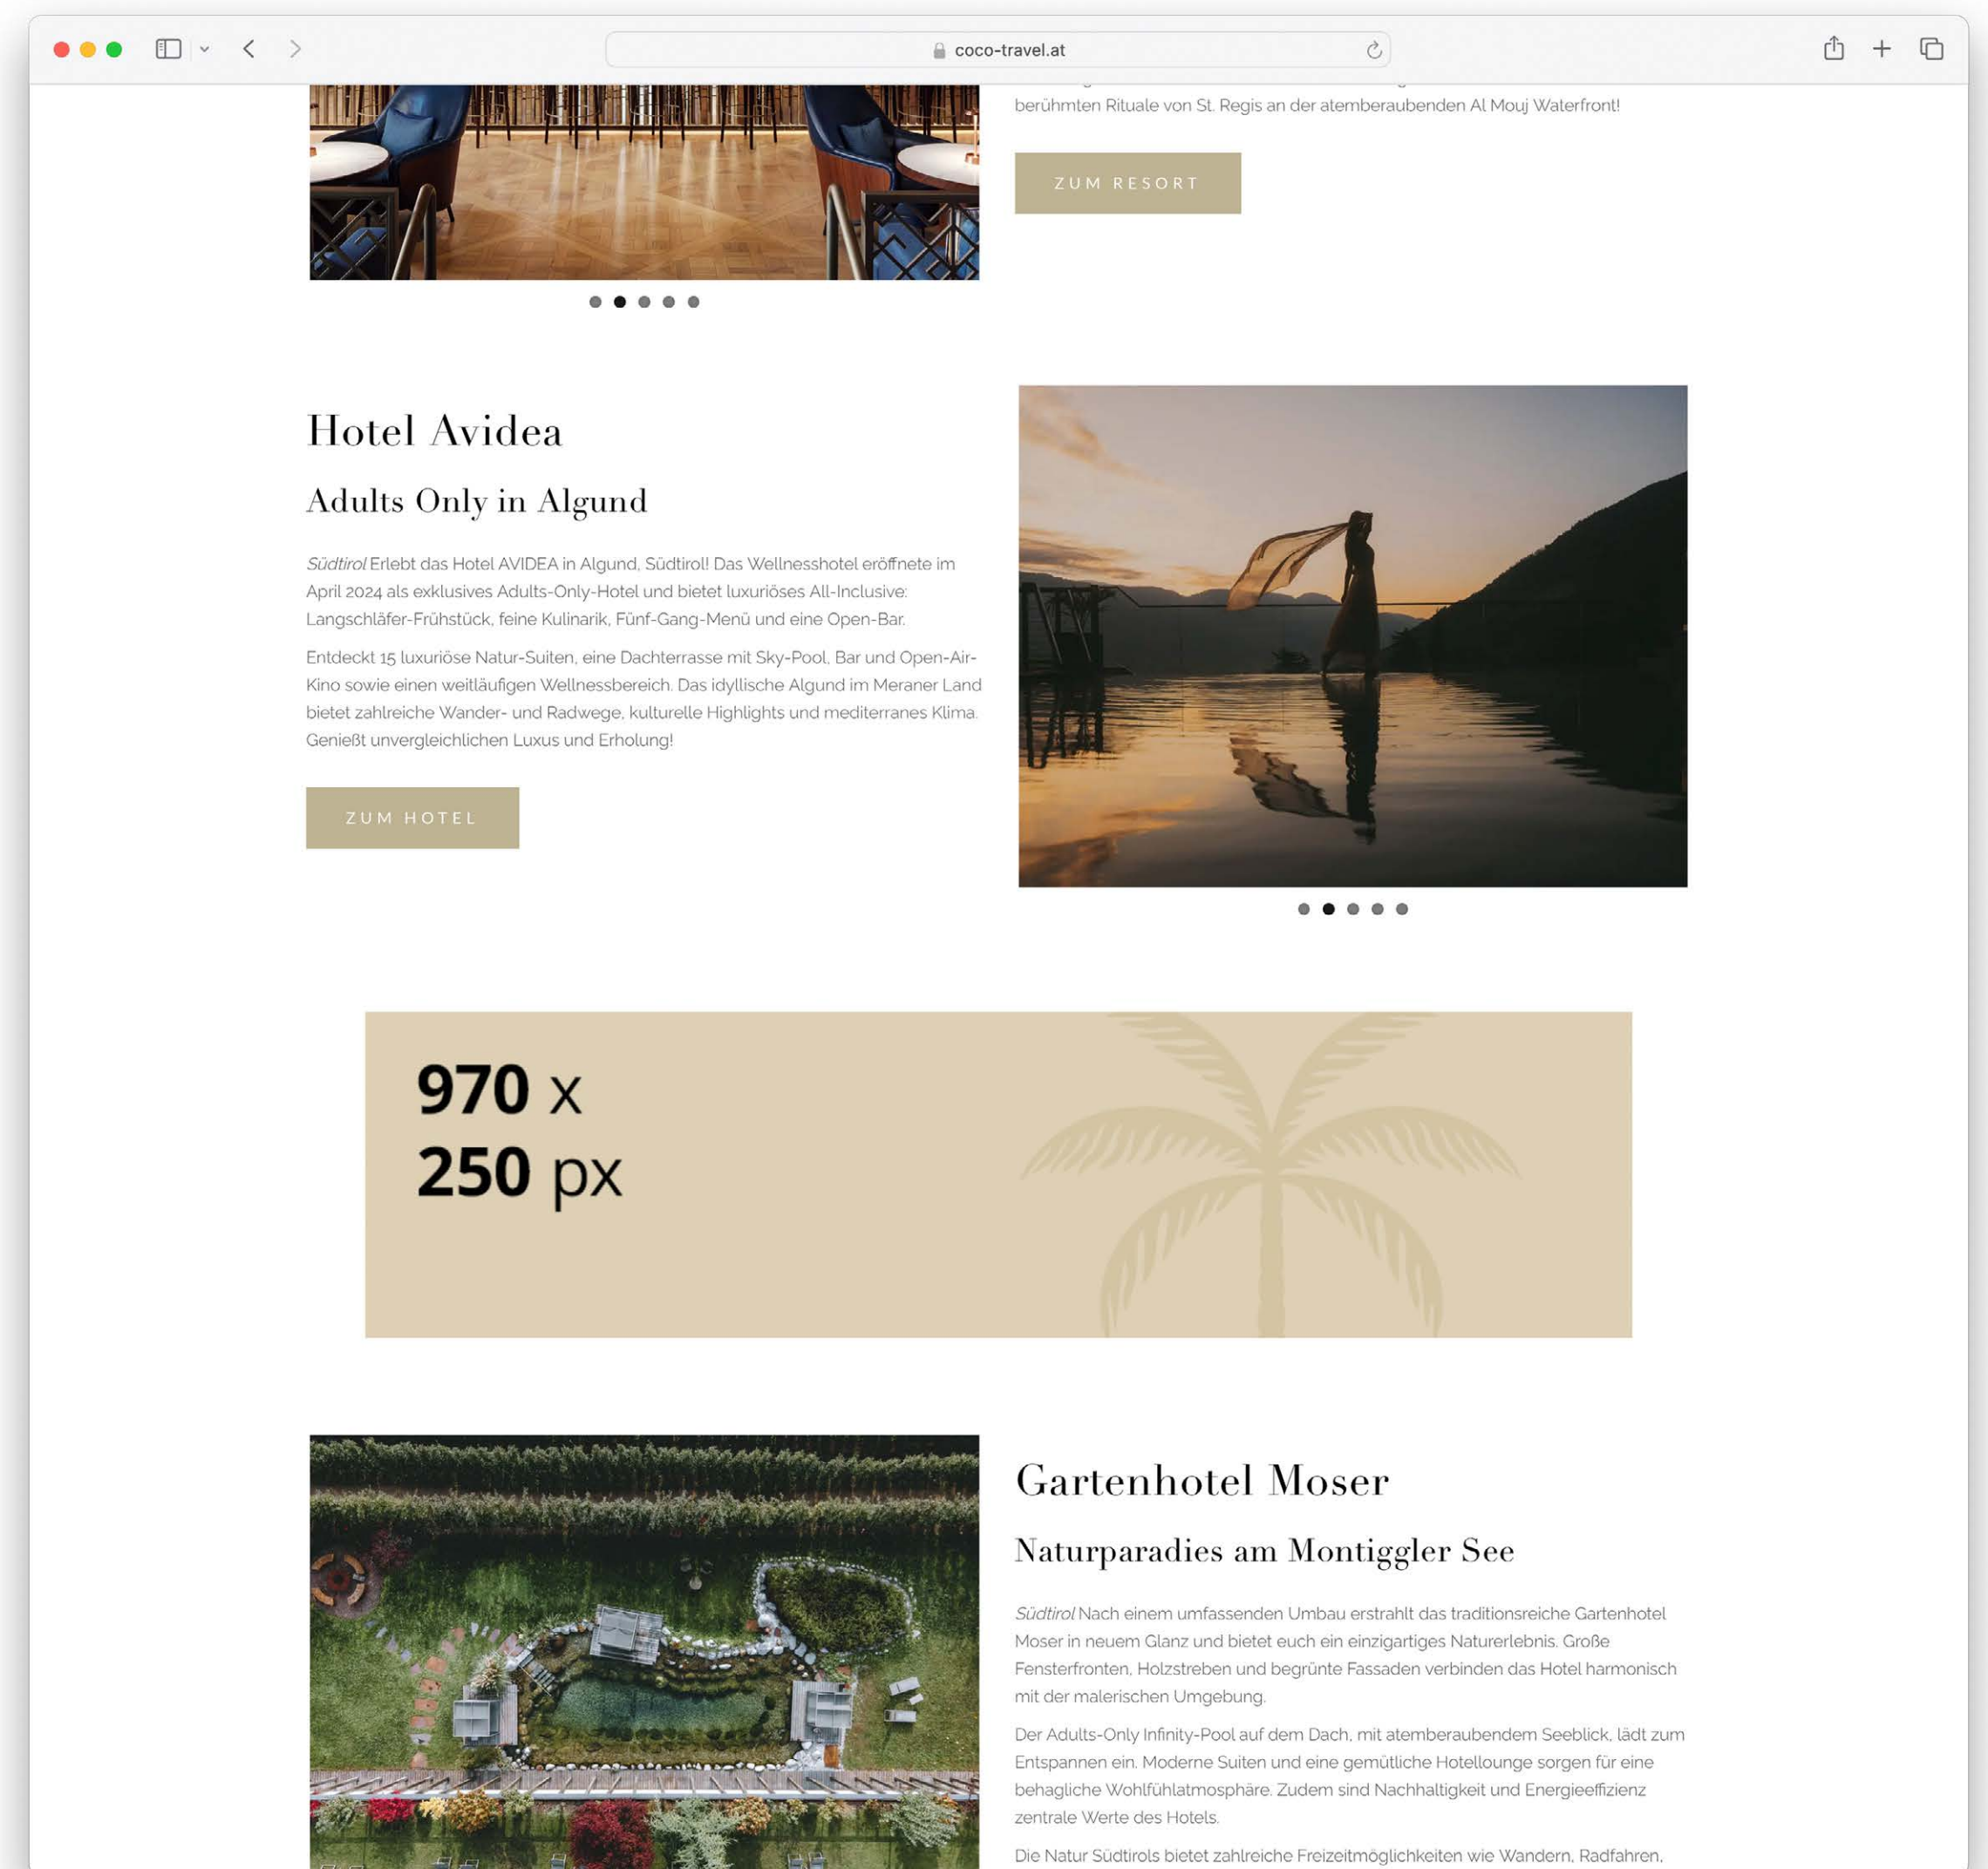 coco-travel.at
berühmten Rituale von St. Regis an der atemberaubenden Al Mouj Waterfront!
ZUM RESORT
Hotel Avidea
Adults Only in Algund
Südtirol Erlebt das Hotel AVIDEA in Algund, Südtirol! Das Wellnesshotel eröffnete im
April 2024 als exklusives Adults-Only-Hotel und bietet luxuriöses All-Inclusive:
Langschläfer-Frühstück, feine Kulinarik, Fünf-Gang-Menü und eine Open-Bar.
Entdeckt 15 luxuriöse Natur-Suiten, eine Dachterrasse mit Sky-Pool, Bar und Open-Air-
Kino sowie einen weitläufigen Wellnessbereich. Das idyllische Algund im Meraner Land
bietet zahlreiche Wander- und Radwege, kulturelle Highlights und mediterranes Klima.
Genießt unvergleichlichen Luxus und Erholung!
ZUM HOTEL
970 x
250 px
Gartenhotel Moser
Naturparadies am Montiggler See
Südtirol Nach einem umfassenden Umbau erstrahlt das traditionsreiche Gartenhotel
Moser in neuem Glanz und bietet euch ein einzigartiges Naturerlebnis. Große
Fensterfronten, Holzstreben und begrünte Fassaden verbinden das Hotel harmonisch
mit der malerischen Umgebung.
Der Adults-Only Infinity-Pool auf dem Dach, mit atemberaubendem Seeblick, lädt zum
Entspannen ein. Moderne Suiten und eine gemütliche Hotellounge sorgen für eine
behagliche Wohlfühlatmosphäre. Zudem sind Nachhaltigkeit und Energieeffizienz
zentrale Werte des Hotels.
Die Natur Südtirols bietet zahlreiche Freizeitmöglichkeiten wie Wandern, Radfahren,